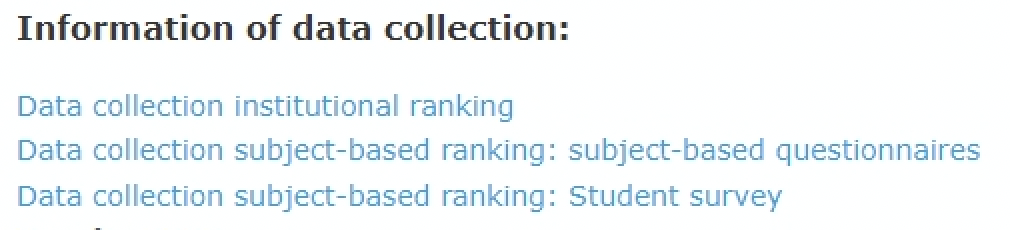 Information of data collection:
Data collection institutional ranking
Data collection subject-based ranking: subject-based questionnaires
Data collection subject-based ranking: Student survey